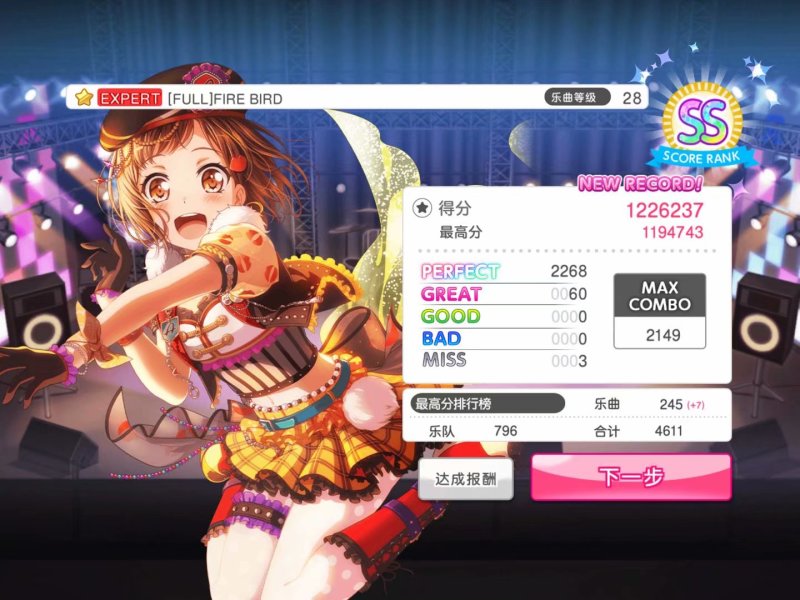 EXPERT [FULL]FIRE BIRD 乐曲等级 28
SS
SCORE RANK
NEW RECORD!
得分 1226237
最高分 1194743
PERFECT 2268
GREAT 0060
GOOD 0000
BAD 0000
MISS 0003
MAX
COMBO
2149
最高分排行榜 乐曲 245 (+7)
乐队 796 合计 4611
达成报酬 下一步